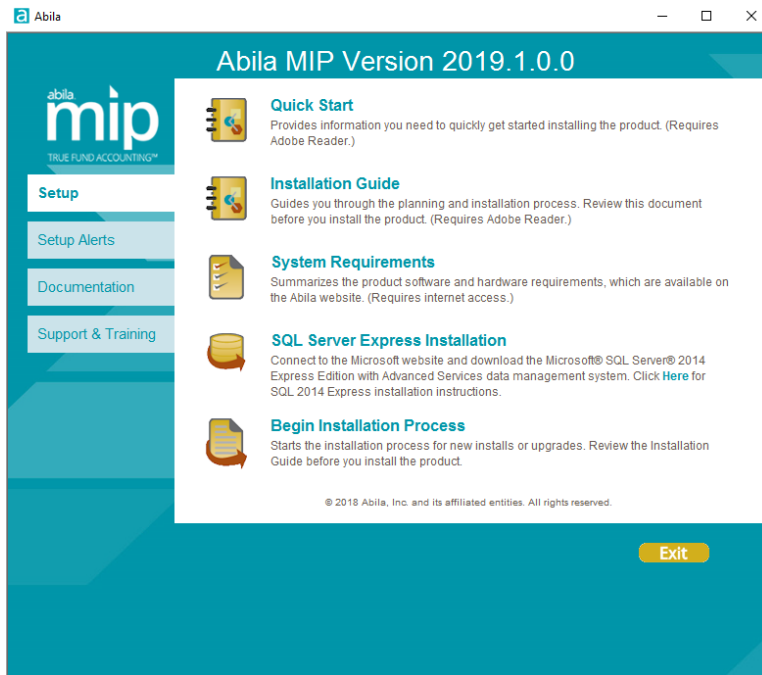 Abila
Abila MIP Version 2019.1.0.0
abila
mip
TRUE FUND ACCOUNTING™
Setup
Setup Alerts
Documentation
Support & Training
Quick Start
Provides information you need to quickly get started installing the product. (Requires
Adobe Reader.)
Installation Guide
Guides you through the planning and installation process. Review this document
before you install the product. (Requires Adobe Reader.)
System Requirements
Summarizes the product software and hardware requirements, which are available on
the Abila website. (Requires internet access.)
SQL Server Express Installation
Connect to the Microsoft website and download the Microsoft® SQL Server® 2014
Express Edition with Advanced Services data management system. Click Here for
SQL 2014 Express installation instructions.
Begin Installation Process
Starts the installation process for new installs or upgrades. Review the Installation
Guide before you install the product.
© 2018 Abila, Inc. and its affiliated entities. All rights reserved.
Exit